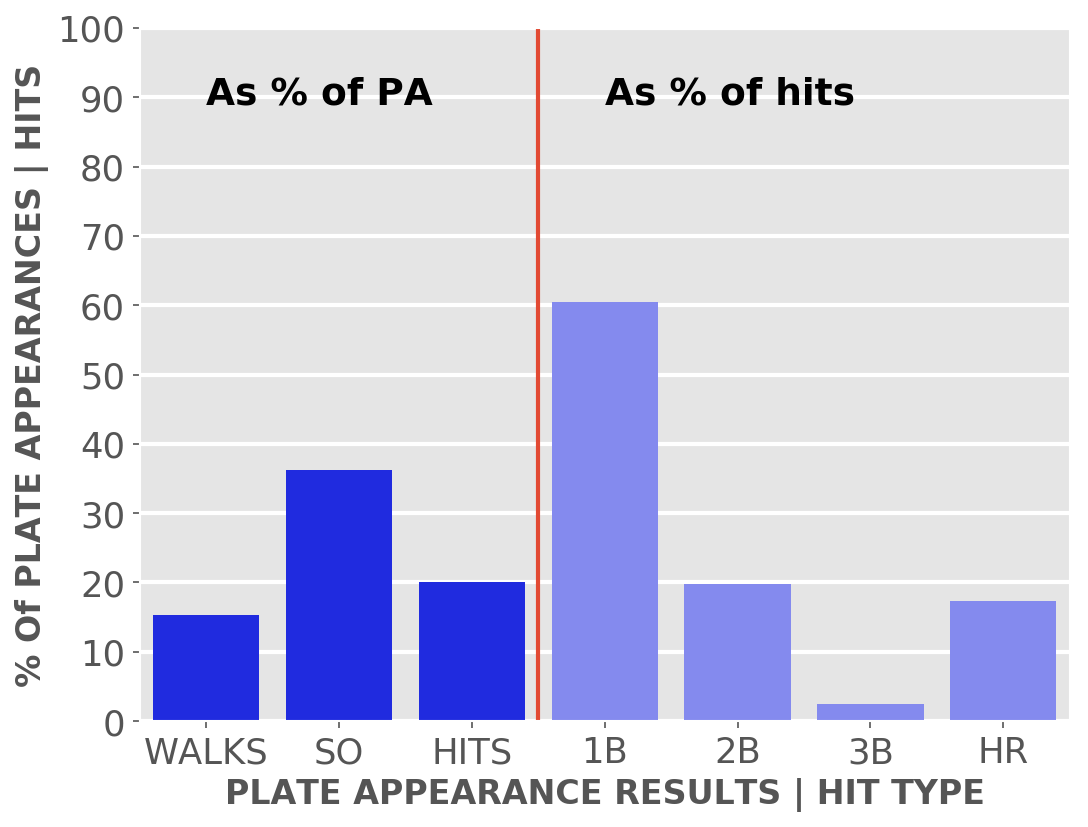 % Of PLATE APPEARANCES | HITS
100
90
80
70
60
50
40
30
20
10
0
As % of PA
As % of hits
WALKS SO HITS 1B 2B 3B HR
PLATE APPEARANCE RESULTS | HIT TYPE